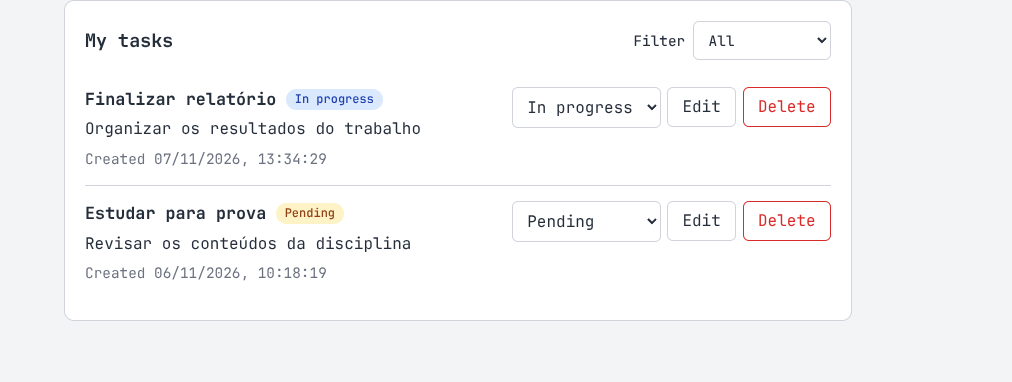 My tasks
Filter All
Finalizar relatório In progress In progress Edit Delete
Organizar os resultados do trabalho
Created 07/11/2026, 13:34:29
Estudar para prova Pending Pending Edit Delete
Revisar os conteúdos da disciplina
Created 06/11/2026, 10:18:19